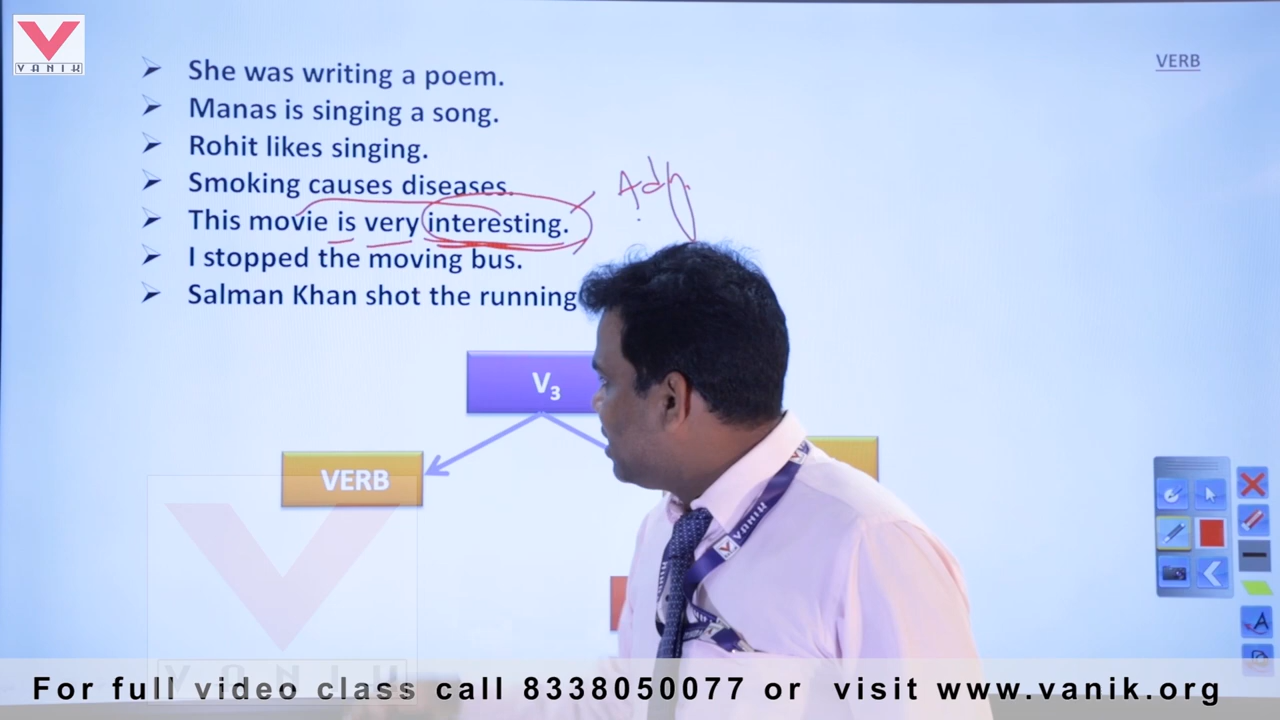 VANIK
VERB
➢ She was writing a poem.
➢ Manas is singing a song.
➢ Rohit likes singing.
➢ Smoking causes diseases.
Adj.
➢ This movie is very interesting.
➢ I stopped the moving bus.
➢ Salman Khan shot the running
V₃
VERB
VANIK
VANIK
For full video class call 8338050077 or visit www.vanik.org